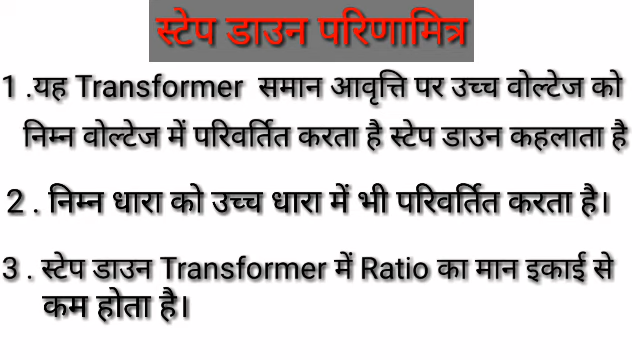 स्टेप डाउन परिणामित्र
1 .यह Transformer समान आवृत्ति पर उच्च वोल्टेज को
निम्न वोल्टेज में परिवर्तित करता है स्टेप डाउन कहलाता है
2 . निम्न धारा को उच्च धारा में भी परिवर्तित करता है।
3 . स्टेप डाउन Transformer में Ratio का मान इकाई से
कम होता है।